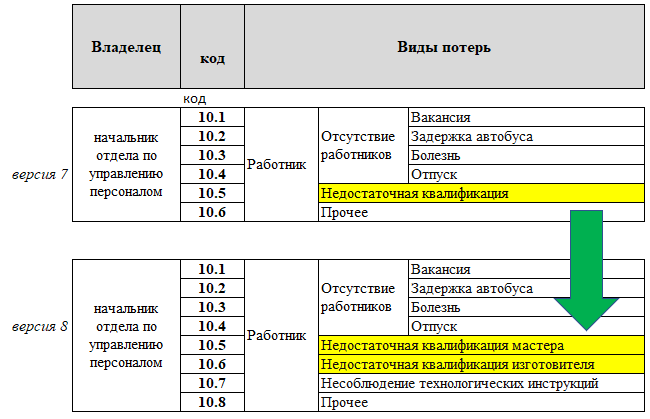 Владелец код Виды потерь
код
версия 7
начальник
отдела по
управлению
персоналом
10.1 Вакансия
10.2 Задержка автобуса
10.3 Болезнь
10.4 Отпуск
Работник
Отсутствие
работников
10.5 Недостаточная квалификация
10.6 Прочее
версия 8
начальник
отдела по
управлению
персоналом
10.1 Вакансия
10.2 Задержка автобуса
10.3 Болезнь
10.4 Отпуск
Работник
Отсутствие
работников
10.5 Недостаточная квалификация мастера
10.6 Недостаточная квалификация изготовителя
10.7 Несоблюдение технологических инструкций
10.8 Прочее